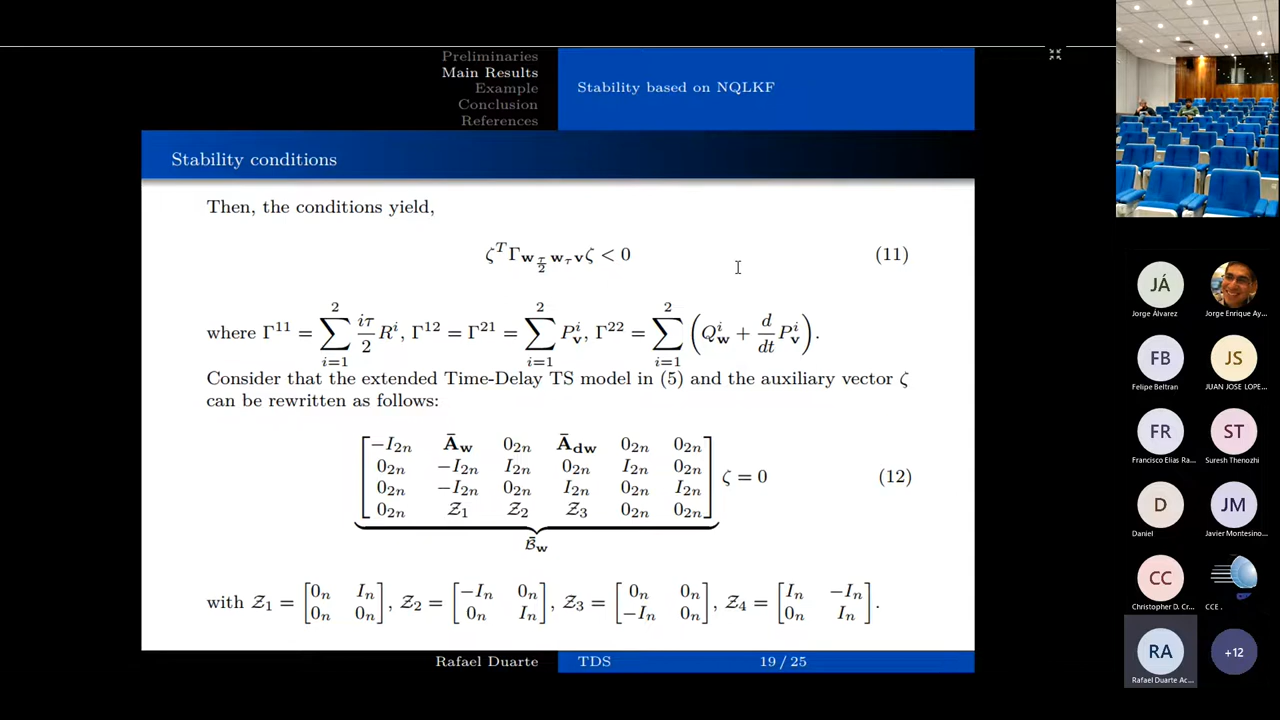 Preliminaries
Main Results
Example
Conclusion
References
Stability based on NQLKF
Stability conditions
Then, the conditions yield,
ζ^T Γ_{w_{τ/2} w_τ v} ζ < 0 (11)
where Γ^{11} = ∑_{i=1}^{2} iτ/2 R^i, Γ^{12} = Γ^{21} = ∑_{i=1}^{2} P_v^i, Γ^{22} = ∑_{i=1}^{2} (Q_w^i + d/dt P_v^i).
Consider that the extended Time-Delay TS model in (5) and the auxiliary vector ζ
can be rewritten as follows:
[-I_{2n} Ā_w 0_{2n} Ā_{dw} 0_{2n} 0_{2n}
0_{2n} -I_{2n} I_{2n} 0_{2n} I_{2n} 0_{2n}
0_{2n} -I_{2n} 0_{2n} I_{2n} 0_{2n} I_{2n}
0_{2n} Z_1 Z_2 Z_3 0_{2n} 0_{2n}] ζ = 0 (12)
B̄_w
with Z_1 = [0_n I_n; 0_n 0_n], Z_2 = [-I_n 0_n; 0_n I_n], Z_3 = [0_n 0_n; -I_n 0_n], Z_4 = [I_n -I_n; 0_n I_n].
Rafael Duarte TDS 19 / 25
JÁ
Jorge Álvarez
Jorge Enrique Ay...
FB
Felipe Beltran
JS
JUAN JOSE LOPE...
FR
Francisco Elias Ra...
ST
Suresh Thenozhi
D
Daniel
JM
Javier Montesino...
CC
Christopher D. Cr...
CCE .
RA
Rafael Duarte Ac...
+12